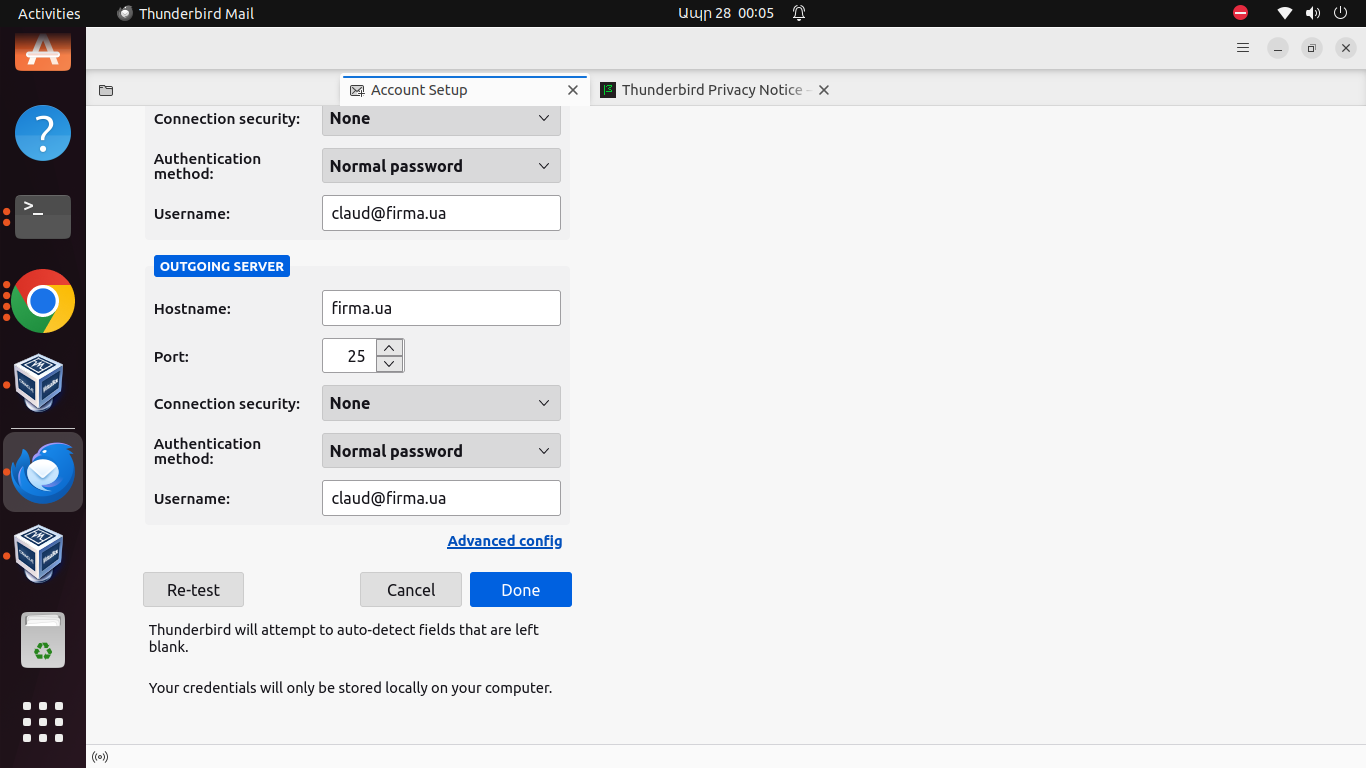 Activities
Thunderbird Mail
Ապր 28 00:05
Account Setup
Thunderbird Privacy Notice
Connection security:
None
Authentication
method:
Normal password
Username:
claud@firma.ua
OUTGOING SERVER
Hostname:
firma.ua
Port:
25
Connection security:
None
Authentication
method:
Normal password
Username:
claud@firma.ua
Advanced config
Re-test
Cancel
Done
Thunderbird will attempt to auto-detect fields that are left
blank.
Your credentials will only be stored locally on your computer.